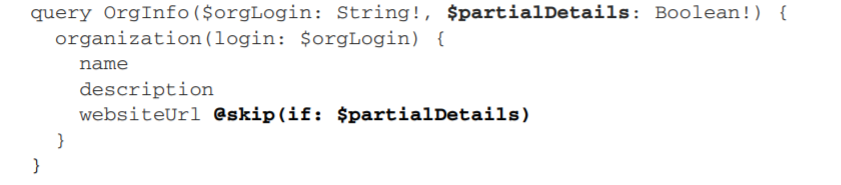 query OrgInfo($orgLogin: String!, $partialDetails: Boolean!) {
  organization(login: $orgLogin) {
    name
    description
    websiteUrl @skip(if: $partialDetails)
  }
}